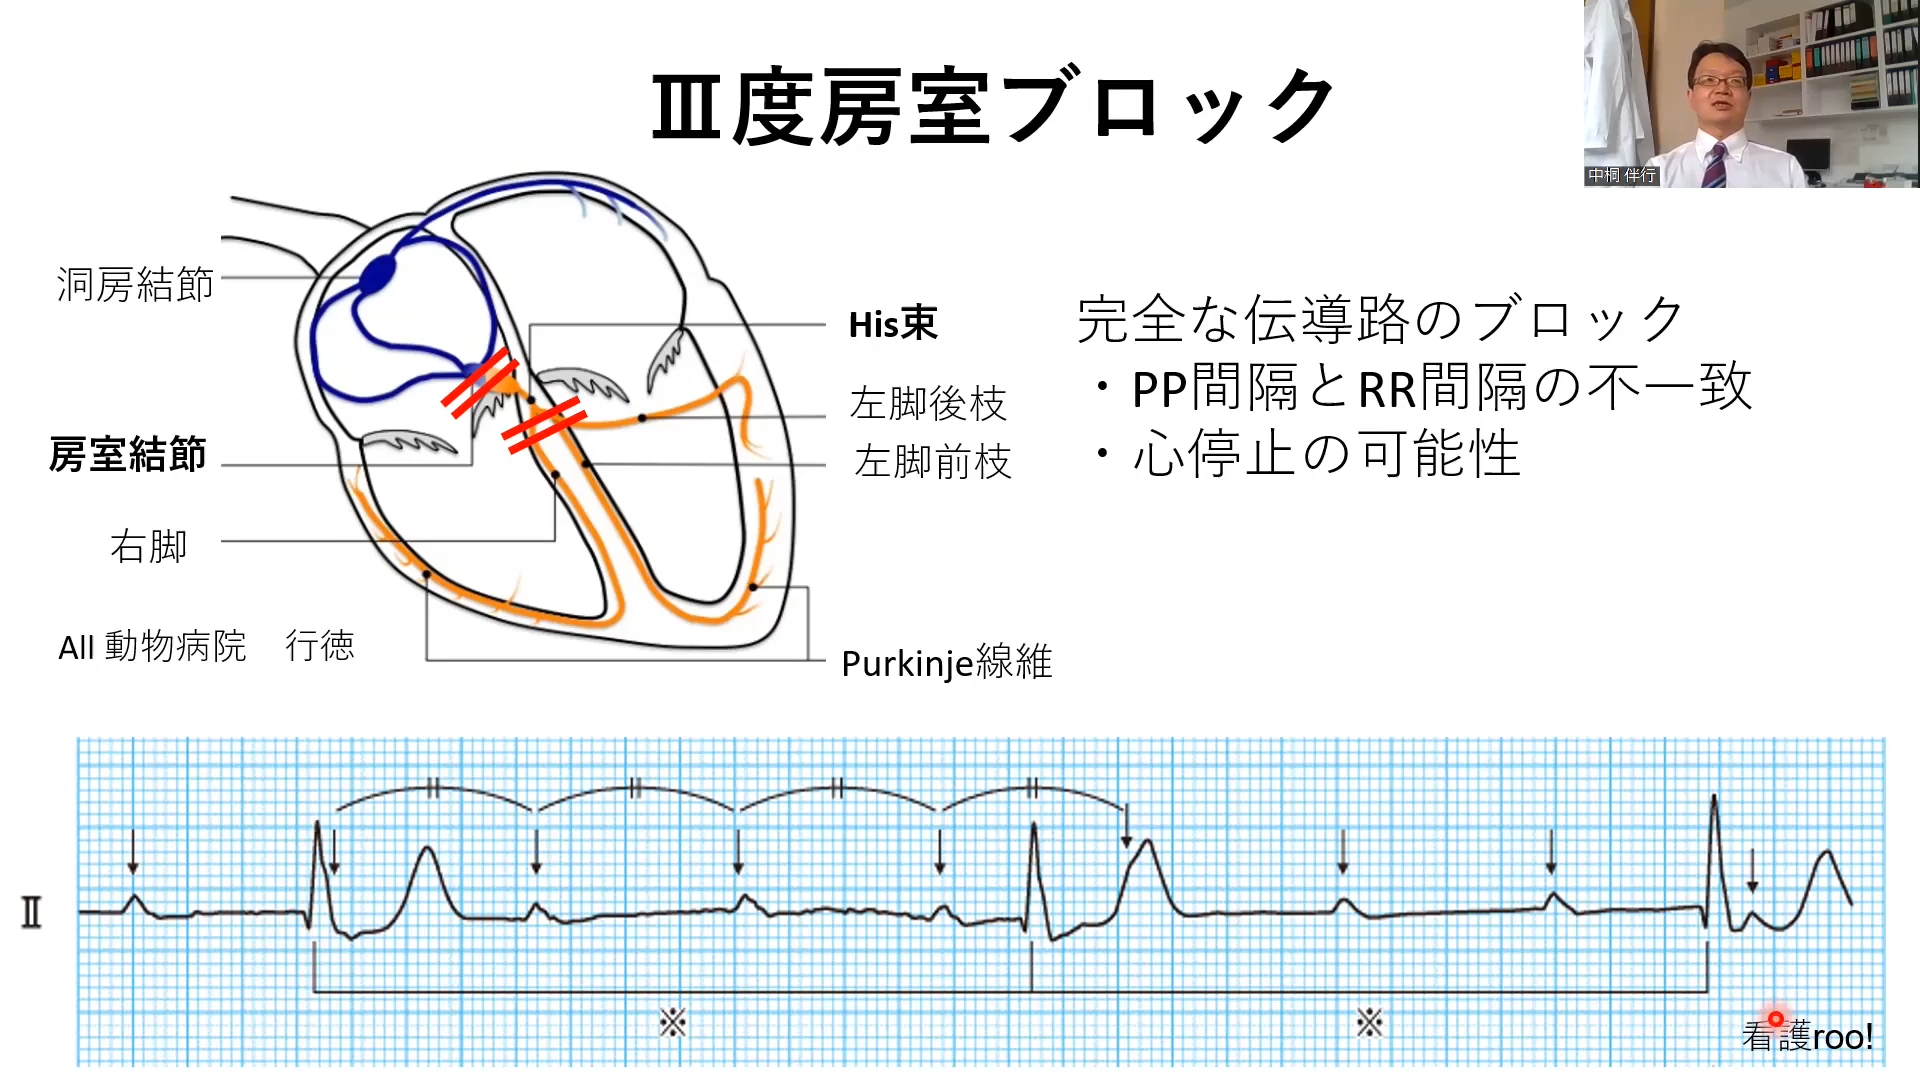 Ⅲ度房室ブロック
中桐 伴行
洞房結節
房室結節
右脚
All 動物病院　行徳
His束
左脚後枝
左脚前枝
Purkinje線維
完全な伝導路のブロック
・PP間隔とRR間隔の不一致
・心停止の可能性
Ⅱ
※
※
看護roo!